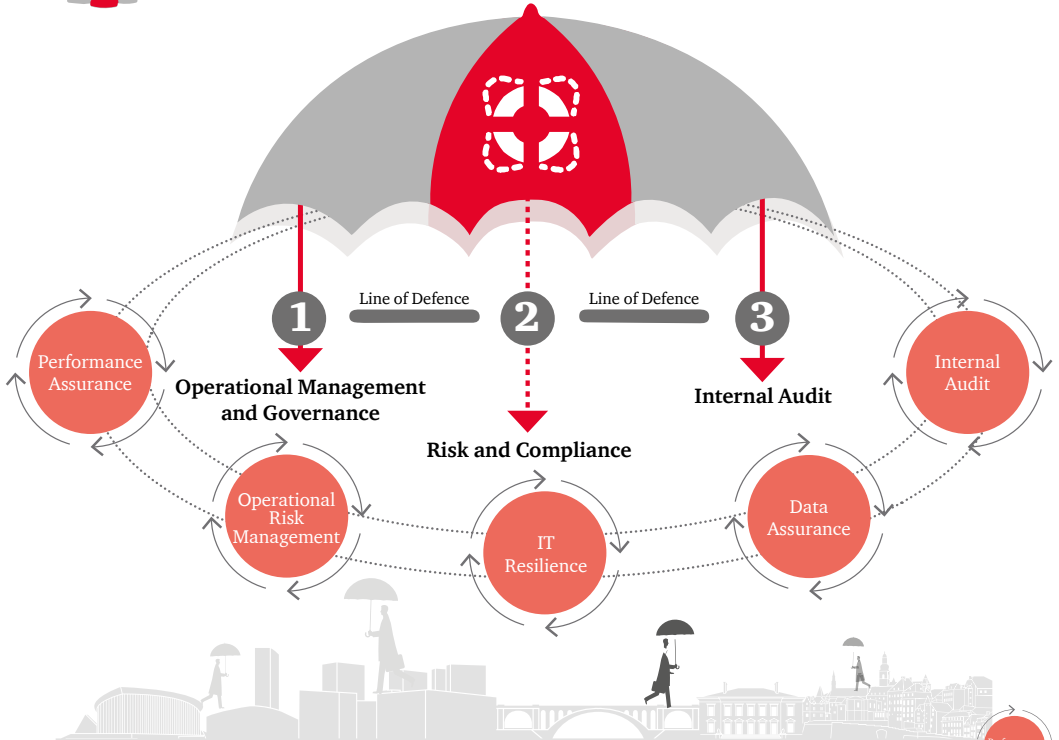 1
Line of Defence
2
Line of Defence
3
Performance
Assurance
Operational Management
and Governance
Internal Audit
Internal
Audit
Risk and Compliance
Operational
Risk
Management
IT
Resilience
Data
Assurance